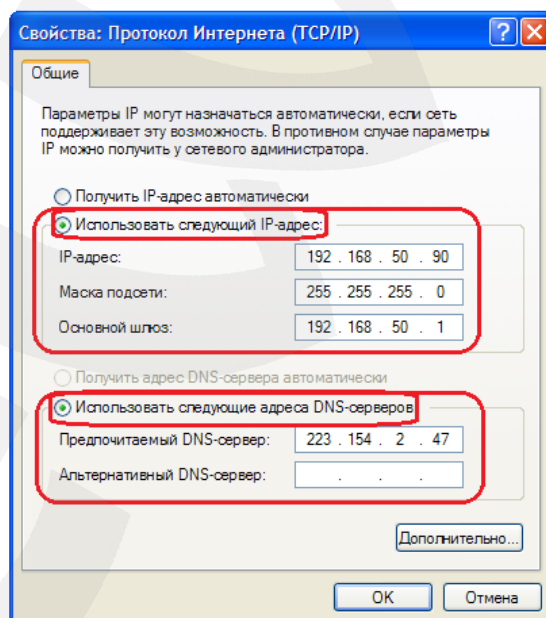 Свойства: Протокол Интернета (TCP/IP)
Общие
Параметры IP могут назначаться автоматически, если сеть
поддерживает эту возможность. В противном случае параметры
IP можно получить у сетевого администратора.
Получить IP-адрес автоматически
Использовать следующий IP-адрес:
IP-адрес: 192 . 168 . 50 . 90
Маска подсети: 255 . 255 . 255 . 0
Основной шлюз: 192 . 168 . 50 . 1
Получить адрес DNS-сервера автоматически
Использовать следующие адреса DNS-серверов
Предпочитаемый DNS-сервер: 223 . 154 . 2 . 47
Альтернативный DNS-сервер: . . .
Дополнительно...
OK Отмена